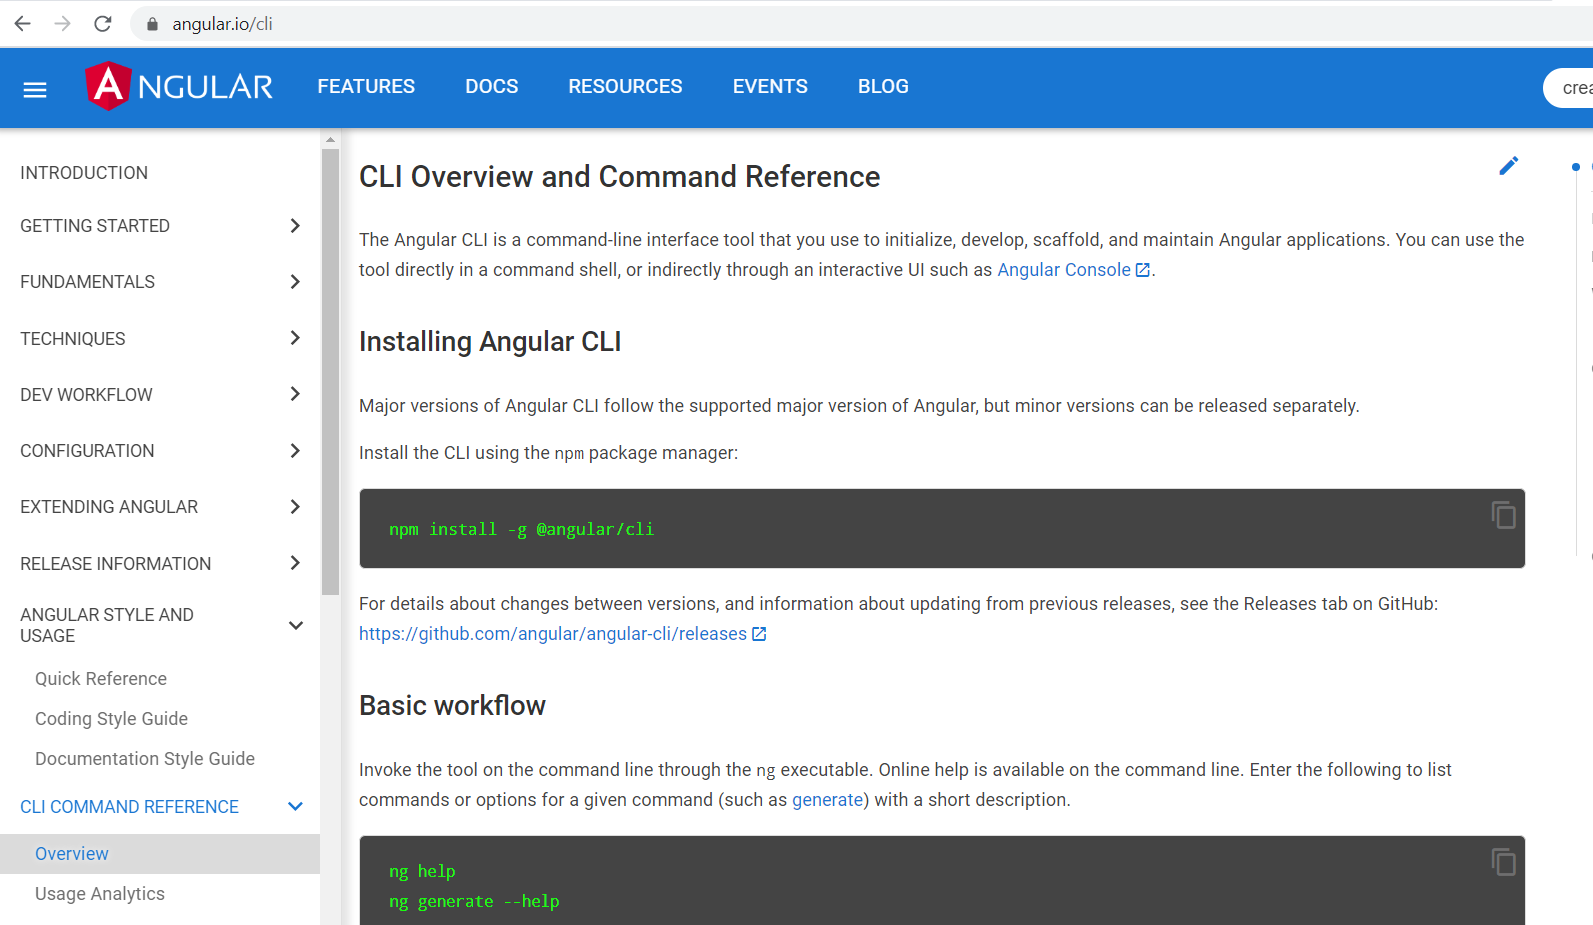 angular.io/cli
ANGULAR
FEATURES
DOCS
RESOURCES
EVENTS
BLOG
crea
INTRODUCTION
GETTING STARTED
FUNDAMENTALS
TECHNIQUES
DEV WORKFLOW
CONFIGURATION
EXTENDING ANGULAR
RELEASE INFORMATION
ANGULAR STYLE AND
USAGE
Quick Reference
Coding Style Guide
Documentation Style Guide
CLI COMMAND REFERENCE
Overview
Usage Analytics
CLI Overview and Command Reference
The Angular CLI is a command-line interface tool that you use to initialize, develop, scaffold, and maintain Angular applications. You can use the
tool directly in a command shell, or indirectly through an interactive UI such as Angular Console.
Installing Angular CLI
Major versions of Angular CLI follow the supported major version of Angular, but minor versions can be released separately.
Install the CLI using the npm package manager:
npm install -g @angular/cli
For details about changes between versions, and information about updating from previous releases, see the Releases tab on GitHub:
https://github.com/angular/angular-cli/releases
Basic workflow
Invoke the tool on the command line through the ng executable. Online help is available on the command line. Enter the following to list
commands or options for a given command (such as generate) with a short description.
ng help
ng generate --help